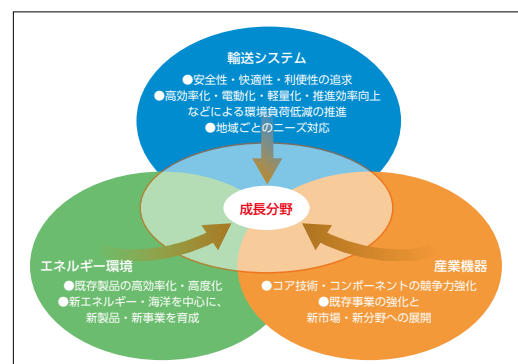 輸送システム
●安全性・快適性・利便性の追求
●高効率化・電動化・軽量化・推進効率向上
などによる環境負荷低減の推進
●地域ごとのニーズ対応
成長分野
エネルギー環境
●既存製品の高効率化・高度化
●新エネルギー・海洋を中心に、
新製品・新事業を育成
産業機器
●コア技術・コンポーネントの競争力強化
●既存事業の強化と
新市場・新分野への展開